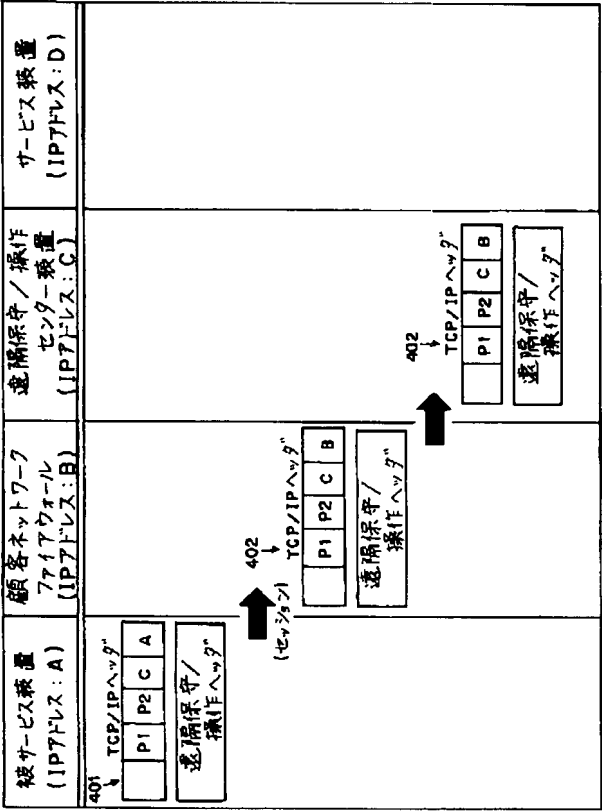 被サービス装置
(IPアドレス:A)
顧客ネットワーク
ファイアウォール
(IPアドレス:B)
遠隔保守/操作
センター装置
(IPアドレス:C)
サービス装置
(IPアドレス:D)
401
TCP/IPヘッダ
P1 P2 C A
遠隔保守/
操作ヘッダ
(セッション)
402
TCP/IPヘッダ
P1 P2 C B
遠隔保守/
操作ヘッダ
402
TCP/IPヘッダ
P1 P2 C B
遠隔保守/
操作ヘッダ